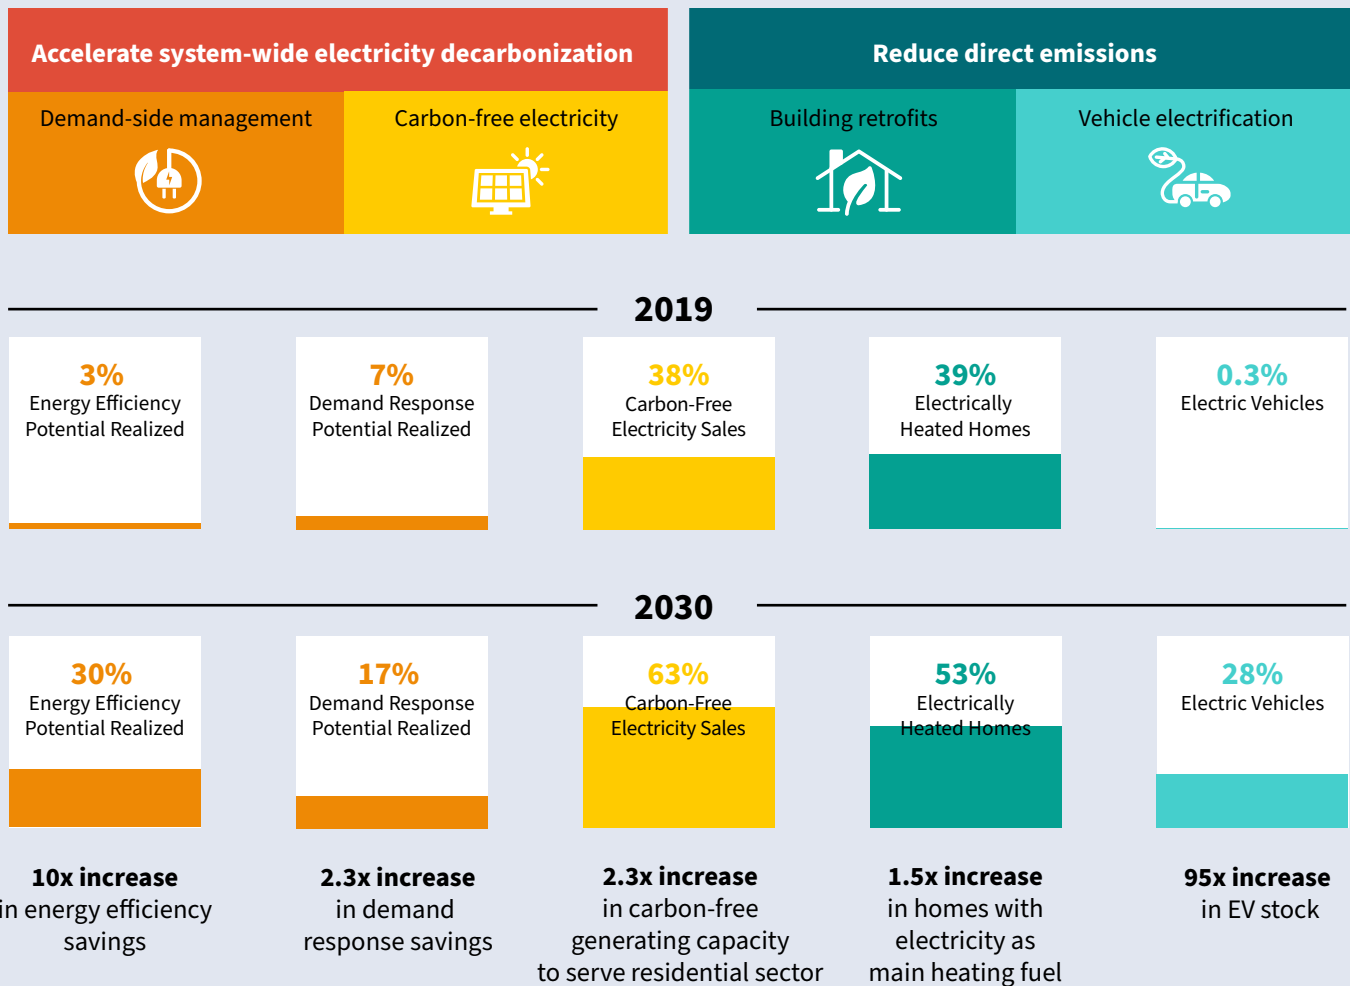 Accelerate system-wide electricity decarbonization
Reduce direct emissions
Demand-side management
Carbon-free electricity
Building retrofits
Vehicle electrification
2019
3%
Energy Efficiency
Potential Realized
7%
Demand Response
Potential Realized
38%
Carbon-Free
Electricity Sales
39%
Electrically
Heated Homes
0.3%
Electric Vehicles
2030
30%
Energy Efficiency
Potential Realized
17%
Demand Response
Potential Realized
63%
Carbon-Free
Electricity Sales
53%
Electrically
Heated Homes
28%
Electric Vehicles
10x increase
in energy efficiency
savings
2.3x increase
in demand
response savings
2.3x increase
in carbon-free
generating capacity
to serve residential sector
1.5x increase
in homes with
electricity as
main heating fuel
95x increase
in EV stock